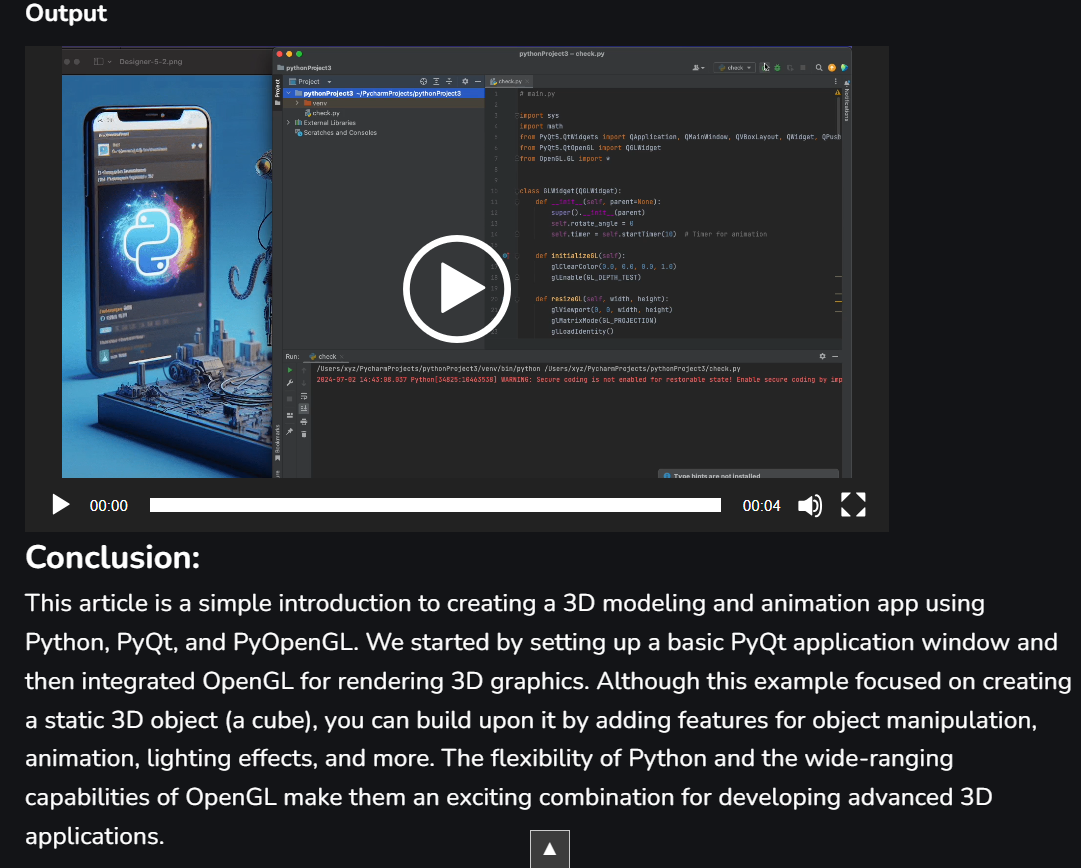 Output
Designer-5-2.png
pythonProject3 – check.py
pythonProject3
check
Project
Project
check.py
pythonProject3 ~/PycharmProjects/pythonProject3
venv
check.py
External Libraries
Scratches and Consoles
Notifications
# main.py
import sys
import math
from PyQt5.QtWidgets import QApplication, QMainWindow, QVBoxLayout, QWidget, QPush
from PyQt5.QtOpenGL import QGLWidget
from OpenGL.GL import *
class GLWidget(QGLWidget):
def __init__(self, parent=None):
super().__init__(parent)
self.rotate_angle = 0
self.timer = self.startTimer(10) # Timer for animation
def initializeGL(self):
glClearColor(0.0, 0.0, 0.0, 1.0)
glEnable(GL_DEPTH_TEST)
def resizeGL(self, width, height):
glViewport(0, 0, width, height)
glMatrixMode(GL_PROJECTION)
glLoadIdentity()
Run: check
/Users/xyz/PycharmProjects/pythonProject3/venv/bin/python /Users/xyz/PycharmProjects/pythonProject3/check.py
2024-07-02 14:43:08.037 Python[34825:10463538] WARNING: Secure coding is not enabled for restorable state! Enable secure coding by imp
Bookmarks
Type hints are not installed
00:00
00:04
Conclusion:
This article is a simple introduction to creating a 3D modeling and animation app using
Python, PyQt, and PyOpenGL. We started by setting up a basic PyQt application window and
then integrated OpenGL for rendering 3D graphics. Although this example focused on creating
a static 3D object (a cube), you can build upon it by adding features for object manipulation,
animation, lighting effects, and more. The flexibility of Python and the wide-ranging
capabilities of OpenGL make them an exciting combination for developing advanced 3D
applications.